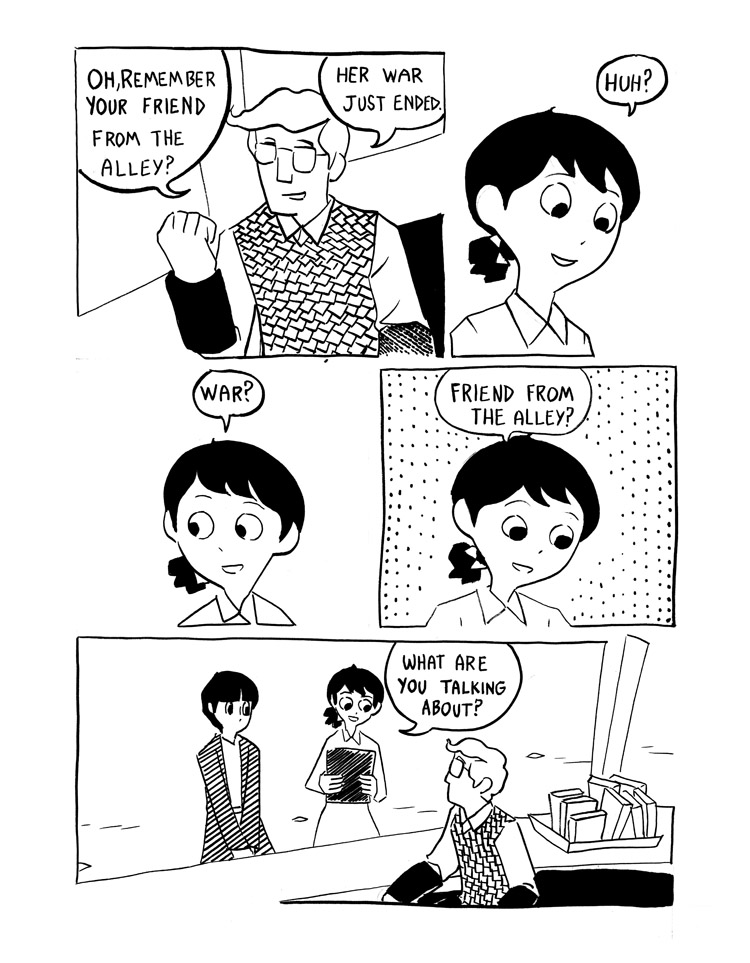 OH, REMEMBER
YOUR FRIEND
FROM THE
ALLEY?
HER WAR
JUST ENDED.
HUH?
WAR?
FRIEND FROM
THE ALLEY?
WHAT ARE
YOU TALKING
ABOUT?